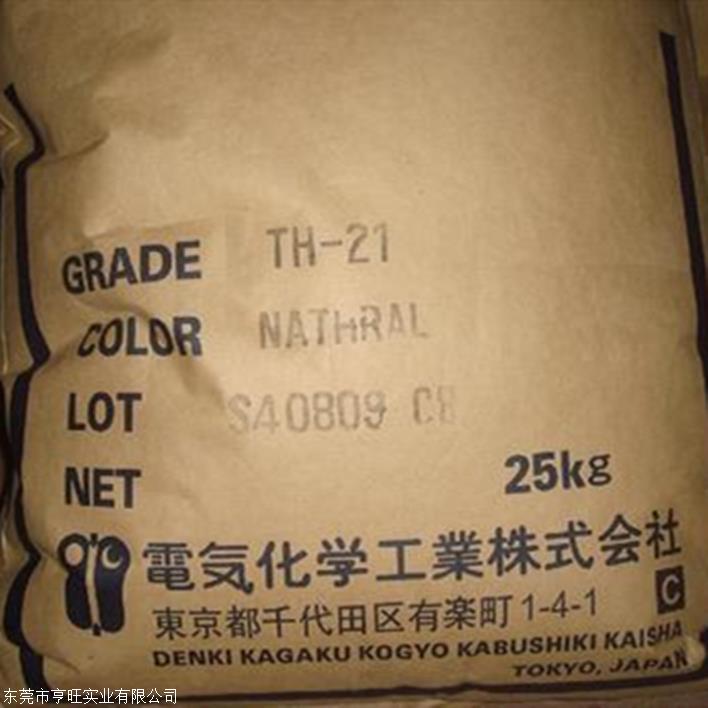 GRADE TH-21
COLOR NATHRAL
LOT S40809 C8
NET 25kg
電気化学工業株式会社
東京都千代田区有楽町1-4-1 C
DENKI KAGAKU KOGYO KABUSHIKI KAISHA
TOKYO, JAPAN
东莞市亨旺实业有限公司